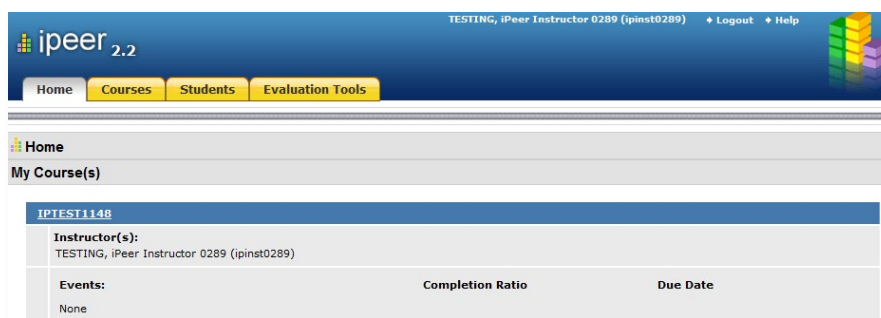 TESTING, iPeer Instructor 0289 (ipinst0289) Logout Help
ipeer 2.2
Home Courses Students Evaluation Tools
Home
My Course(s)
IPTEST1148
Instructor(s):
TESTING, iPeer Instructor 0289 (ipinst0289)
Events: Completion Ratio Due Date
None